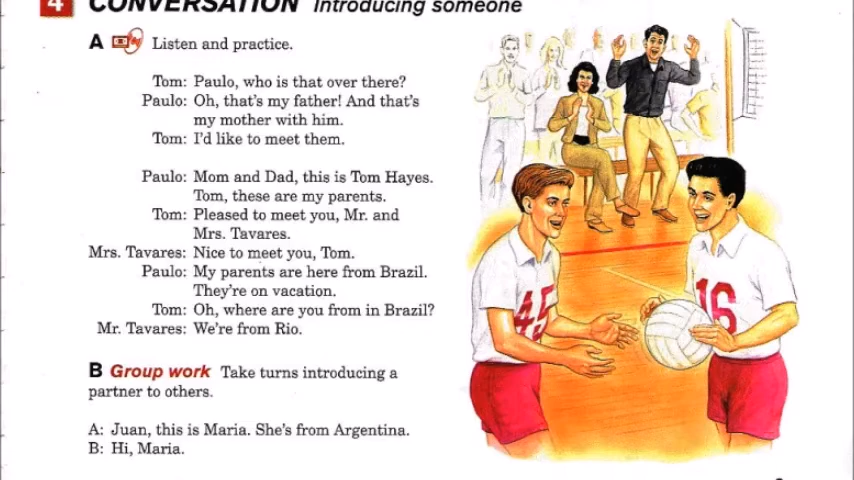 4 CONVERSATION Introducing someone
A Listen and practice.
Tom: Paulo, who is that over there?
Paulo: Oh, that's my father! And that's
my mother with him.
Tom: I'd like to meet them.
Paulo: Mom and Dad, this is Tom Hayes.
Tom, these are my parents.
Tom: Pleased to meet you, Mr. and
Mrs. Tavares.
Mrs. Tavares: Nice to meet you, Tom.
Paulo: My parents are here from Brazil.
They're on vacation.
Tom: Oh, where are you from in Brazil?
Mr. Tavares: We're from Rio.
B Group work Take turns introducing a
partner to others.
A: Juan, this is Maria. She's from Argentina.
B: Hi, Maria.
45
16